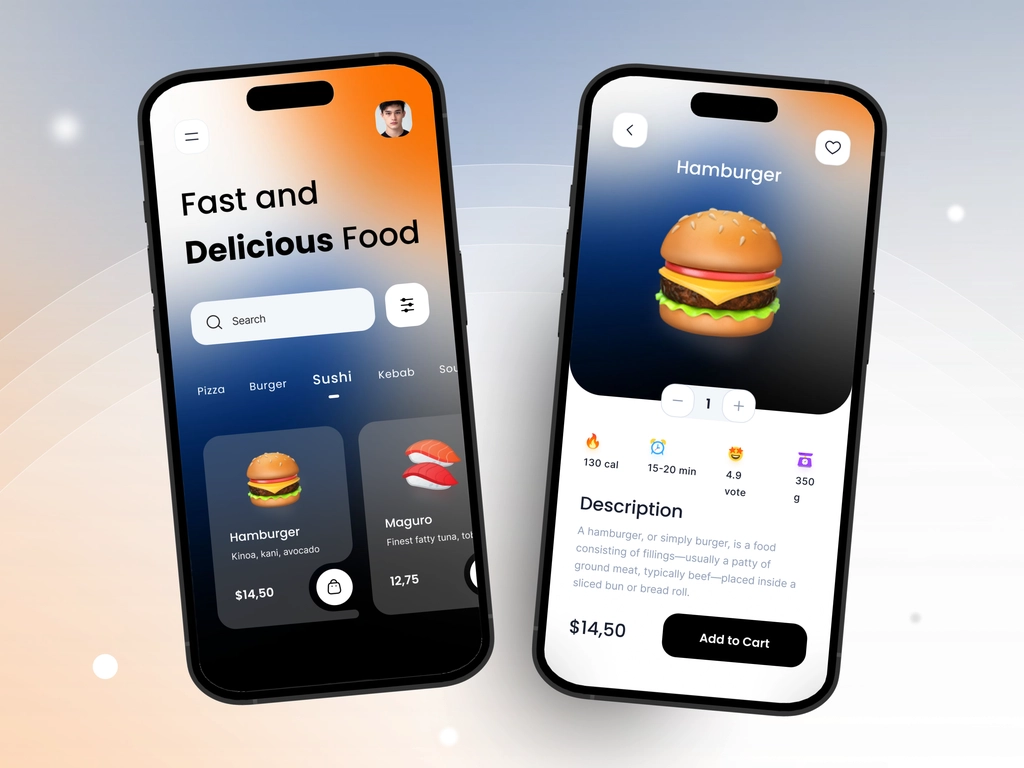 Fast and
Delicious Food
Search
Pizza Burger Sushi Kebab Sou
Hamburger
Kinoa, kani, avocado
$14,50
Maguro
Finest fatty tuna, tob
12,75
Hamburger
1
130 cal
15-20 min
4.9
vote
350
g
Description
A hamburger, or simply burger, is a food
consisting of fillings—usually a patty of
ground meat, typically beef—placed inside a
sliced bun or bread roll.
$14,50
Add to Cart